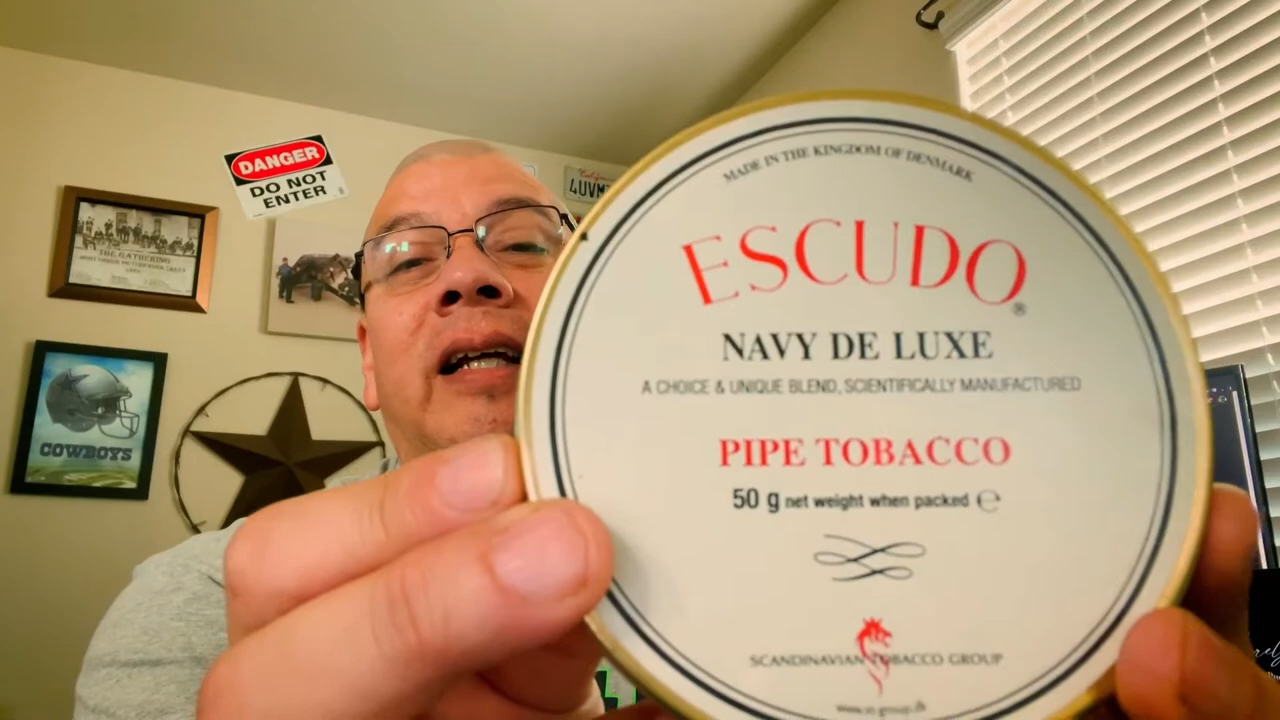 DANGER
DO NOT
ENTER
THE GATHERING
COWBOYS
MADE IN THE KINGDOM OF DENMARK
ESCUDO®
NAVY DE LUXE
A CHOICE & UNIQUE BLEND, SCIENTIFICALLY MANUFACTURED
PIPE TOBACCO
50 g net weight when packed ℮
SCANDINAVIAN TOBACCO GROUP